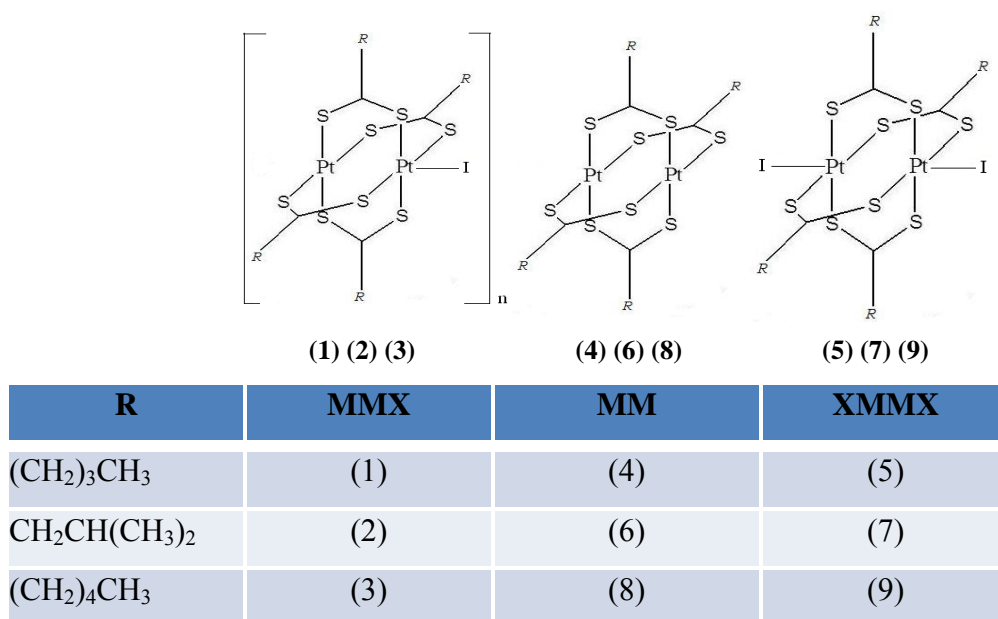 R
R
S S
S S
Pt Pt I
S S
S S
R
R
n
R
R
S S
S S
Pt Pt
S S
S S
R
R
R
R
S S
S S
I Pt Pt I
S S
S S
R
R
(1) (2) (3) (4) (6) (8) (5) (7) (9)
R MMX MM XMMX
(CH₂)₃CH₃ (1) (4) (5)
CH₂CH(CH₃)₂ (2) (6) (7)
(CH₂)₄CH₃ (3) (8) (9)